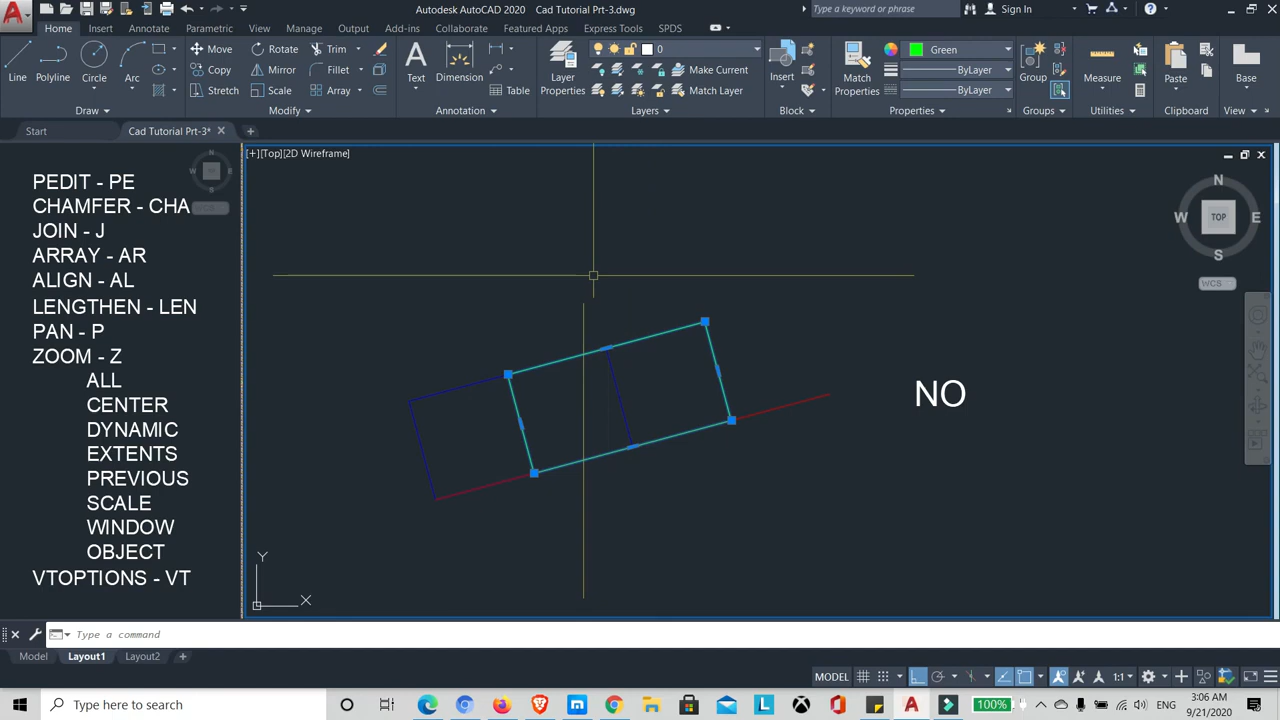 Autodesk AutoCAD 2020 Cad Tutorial Prt-3.dwg
Type a keyword or phrase
Sign In
Home Insert Annotate Parametric View Manage Output Add-ins Collaborate Express Tools Featured Apps SPDS
Line
Polyline
Circle
Arc
Move
Rotate
Trim
Copy
Mirror
Fillet
Stretch
Scale
Array
Text
Dimension
Table
Layer
Properties
0
Make Current
Match Layer
Insert
Match
Properties
Green
ByLayer
ByLayer
Group
Measure
Paste
Base
Draw
Modify
Annotation
Layers
Block
Properties
Groups
Utilities
Clipboard
View
Start
Cad Tutorial Prt-3*
[+][Top][2D Wireframe]
PEDIT - PE
CHAMFER - CHA
JOIN - J
ARRAY - AR
ALIGN - AL
LENGTHEN - LEN
PAN - P
ZOOM - Z
ALL
CENTER
DYNAMIC
EXTENTS
PREVIOUS
SCALE
WINDOW
OBJECT
VTOPTIONS - VT
NO
N
W
TOP
E
S
WCS
Y
X
Type a command
Model
Layout1
Layout2
MODEL
1:1
Type here to search
100%
ENG
3:06 AM
9/21/2020